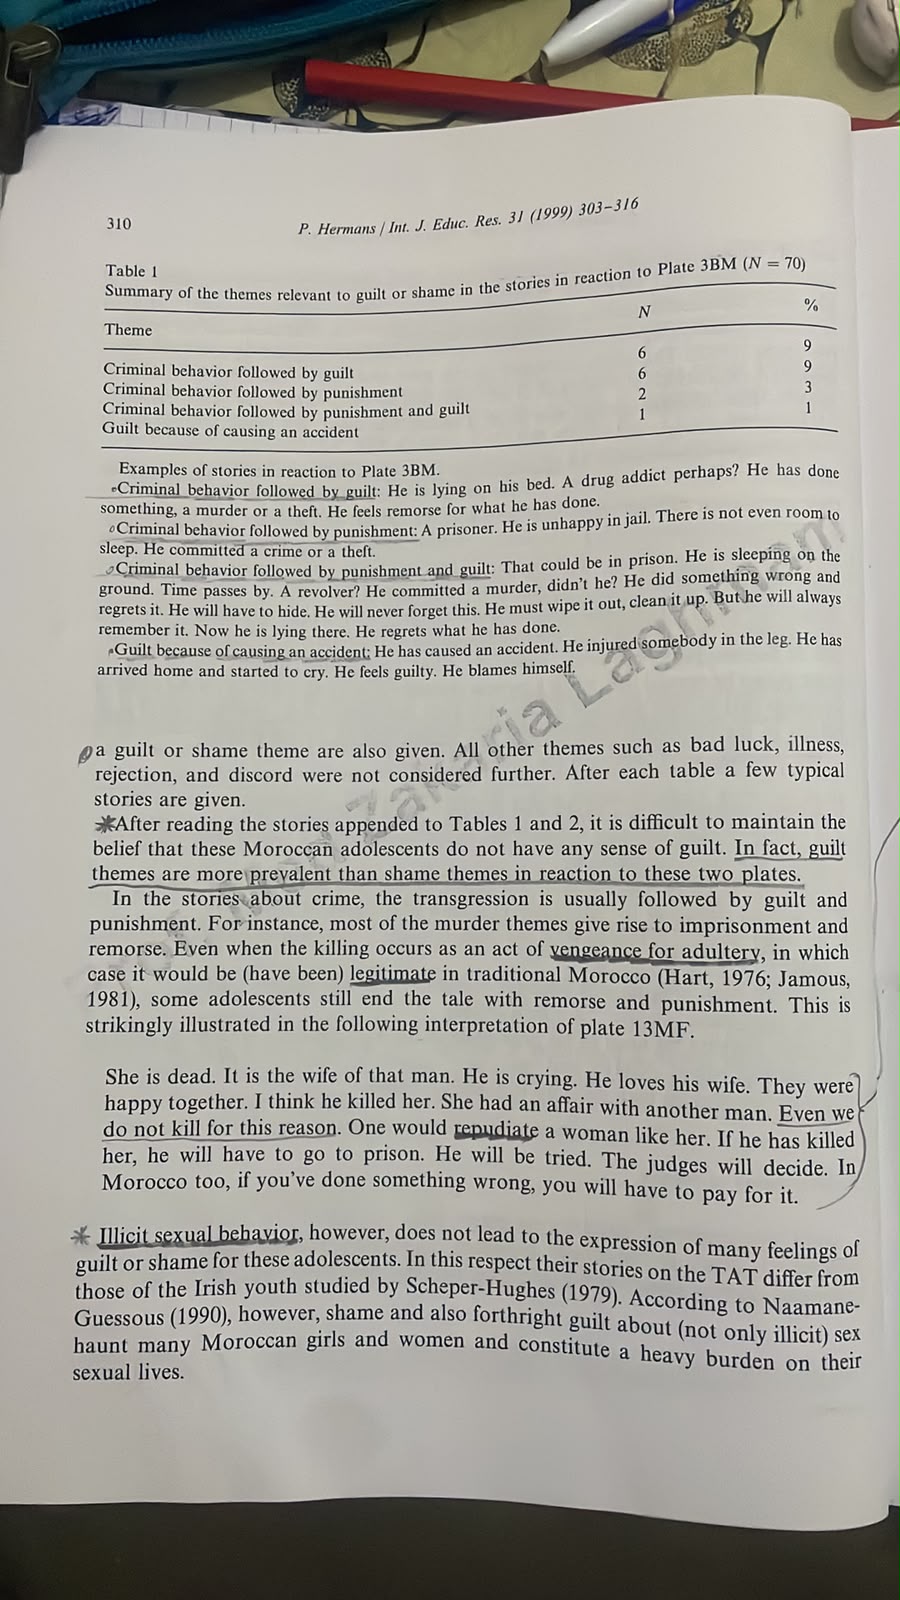 310
P. Hermans / Int. J. Educ. Res. 31 (1999) 303–316
Table 1
Summary of the themes relevant to guilt or shame in the stories in reaction to Plate 3BM (N = 70)
Theme N %
Criminal behavior followed by guilt 6 9
Criminal behavior followed by punishment 6 9
Criminal behavior followed by punishment and guilt 2 3
Guilt because of causing an accident 1 1
Examples of stories in reaction to Plate 3BM.
Criminal behavior followed by guilt: He is lying on his bed. A drug addict perhaps? He has done
something, a murder or a theft. He feels remorse for what he has done.
Criminal behavior followed by punishment: A prisoner. He is unhappy in jail. There is not even room to
sleep. He committed a crime or a theft.
Criminal behavior followed by punishment and guilt: That could be in prison. He is sleeping on the
ground. Time passes by. A revolver? He committed a murder, didn't he? He did something wrong and
regrets it. He will have to hide. He will never forget this. He must wipe it out, clean it up. But he will always
remember it. Now he is lying there. He regrets what he has done.
Guilt because of causing an accident: He has caused an accident. He injured somebody in the leg. He has
arrived home and started to cry. He feels guilty. He blames himself.
a guilt or shame theme are also given. All other themes such as bad luck, illness,
rejection, and discord were not considered further. After each table a few typical
stories are given.
After reading the stories appended to Tables 1 and 2, it is difficult to maintain the
belief that these Moroccan adolescents do not have any sense of guilt. In fact, guilt
themes are more prevalent than shame themes in reaction to these two plates.
In the stories about crime, the transgression is usually followed by guilt and
punishment. For instance, most of the murder themes give rise to imprisonment and
remorse. Even when the killing occurs as an act of vengeance for adultery, in which
case it would be (have been) legitimate in traditional Morocco (Hart, 1976; Jamous,
1981), some adolescents still end the tale with remorse and punishment. This is
strikingly illustrated in the following interpretation of plate 13MF.
She is dead. It is the wife of that man. He is crying. He loves his wife. They were
happy together. I think he killed her. She had an affair with another man. Even we
do not kill for this reason. One would repudiate a woman like her. If he has killed
her, he will have to go to prison. He will be tried. The judges will decide. In
Morocco too, if you've done something wrong, you will have to pay for it.
Illicit sexual behavior, however, does not lead to the expression of many feelings of
guilt or shame for these adolescents. In this respect their stories on the TAT differ from
those of the Irish youth studied by Scheper-Hughes (1979). According to Naamane-
Guessous (1990), however, shame and also forthright guilt about (not only illicit) sex
haunt many Moroccan girls and women and constitute a heavy burden on their
sexual lives.
Zakaria Laghmam